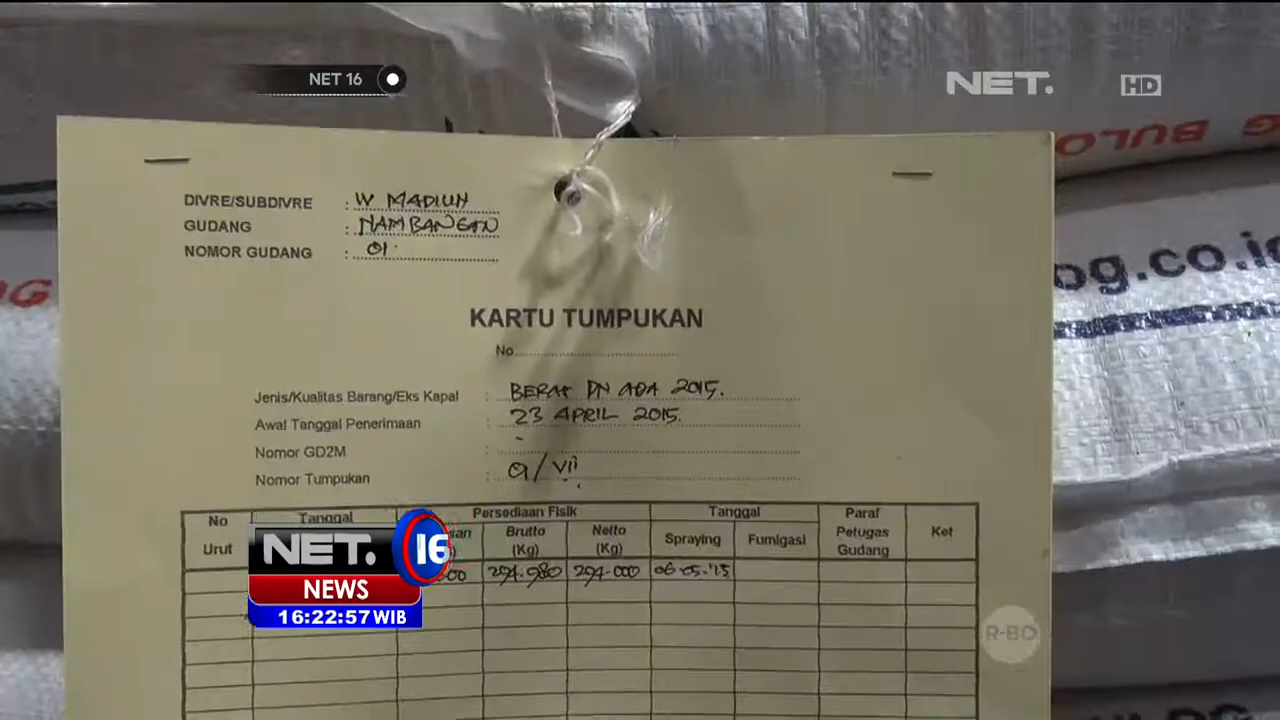 NET 16
NET. HD
BULOG
og.co.i
DIVRE/SUBDIVRE : W MADIUN
GUDANG : NAMBANGAN
NOMOR GUDANG : 01
KARTU TUMPUKAN
No
Jenis/Kualitas Barang/Eks Kapal : BERAS PN ADA 2015.
Awal Tanggal Penerimaan : 23 APRIL 2015.
Nomor GD2M : -
Nomor Tumpukan : a/VII
No Urut
Tanggal
Persediaan Fisik
Brutto (Kg)
Netto (Kg)
Tanggal
Spraying
Fumigasi
Paraf Petugas Gudang
Ket
294.980 294.000 06-05-'15
NET. 16
NEWS
16:22:57 WIB
R-BO